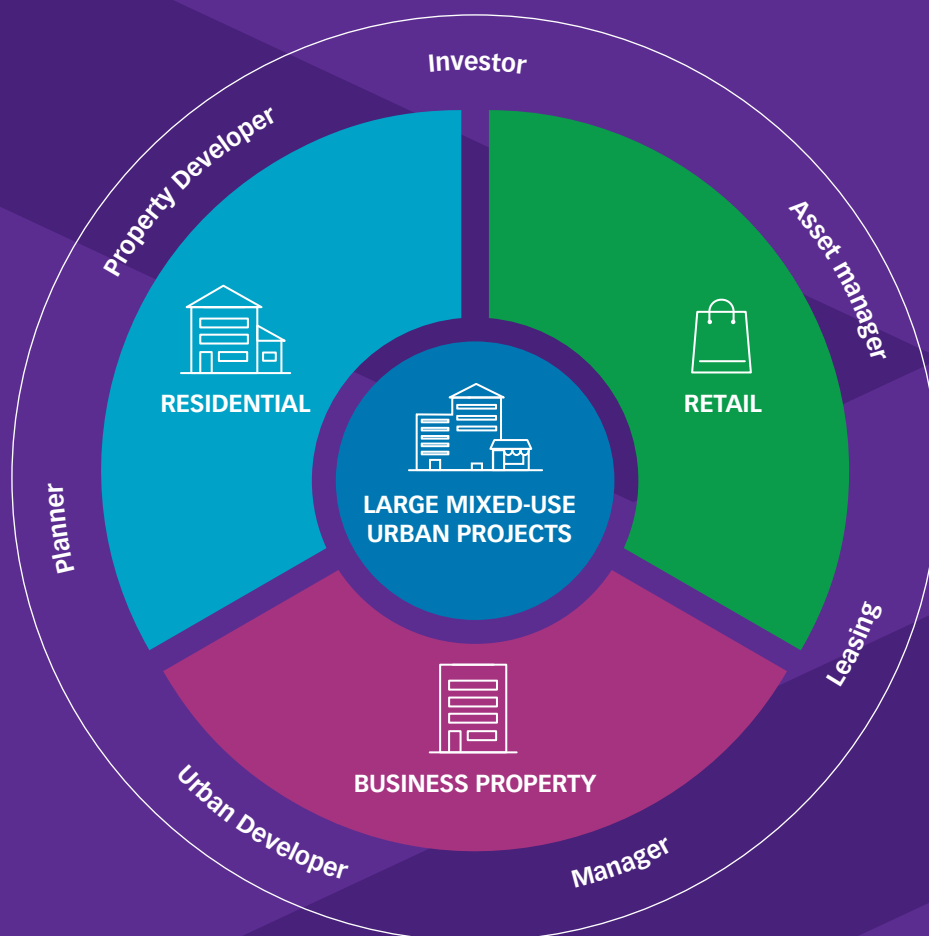 Investor
Property Developer
Asset manager
RESIDENTIAL
RETAIL
LARGE MIXED-USE
URBAN PROJECTS
Planner
Leasing
BUSINESS PROPERTY
Urban Developer
Manager